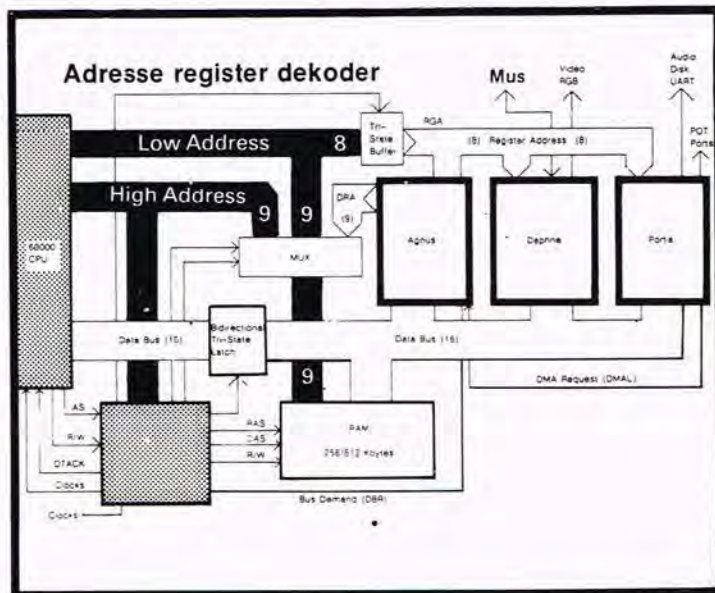 Adresse register dekoder
Mus
Video
RGB
Audio
Disk
UART
POT
Ports
Low Address
8
Tri-
State
Buffer
RGA
(8) Register Address (8)
High Address
9
9
DRA
(9)
68000
CPU
MUX
Agnus
Daphne
Portia
Data Bus (16)
Bidirectional
Tri-State
Latch
Data Bus (16)
9
DMA Request (DMAL)
AS
R/W
DTACK
Clocks
Clocks
RAS
CAS
R/W
RAM
256/512 Kbytes
Bus Demand (DBR)